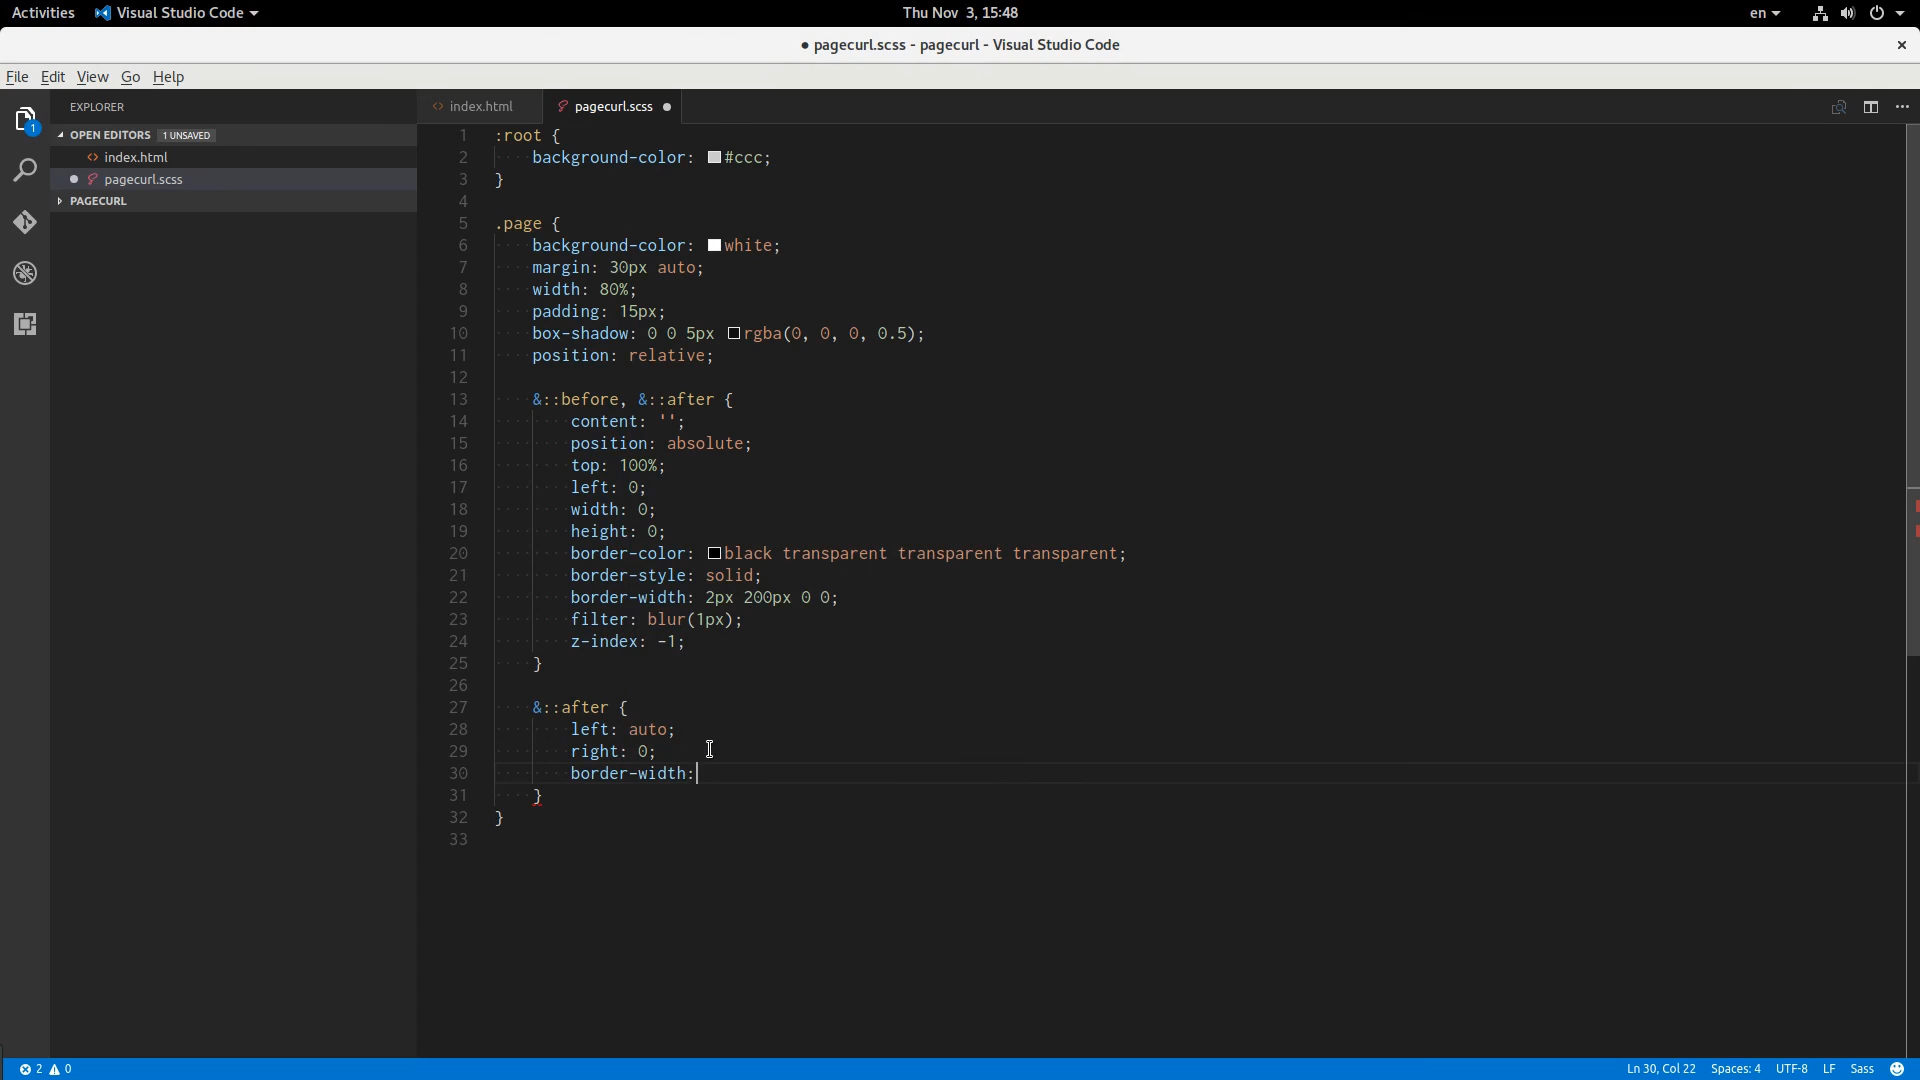 Activities Visual Studio Code Thu Nov 3, 15:48 en
● pagecurl.scss - pagecurl - Visual Studio Code ×
File Edit View Go Help
EXPLORER
OPEN EDITORS 1 UNSAVED
index.html
pagecurl.scss
PAGECURL
1
index.html pagecurl.scss
1 :root {
2 background-color: #ccc;
3 }
4
5 .page {
6 background-color: white;
7 margin: 30px auto;
8 width: 80%;
9 padding: 15px;
10 box-shadow: 0 0 5px rgba(0, 0, 0, 0.5);
11 position: relative;
12
13 &::before, &::after {
14 content: '';
15 position: absolute;
16 top: 100%;
17 left: 0;
18 width: 0;
19 height: 0;
20 border-color: black transparent transparent transparent;
21 border-style: solid;
22 border-width: 2px 200px 0 0;
23 filter: blur(1px);
24 z-index: -1;
25 }
26
27 &::after {
28 left: auto;
29 right: 0;
30 border-width:
31 }
32 }
33
2 0 Ln 30, Col 22 Spaces: 4 UTF-8 LF Sass